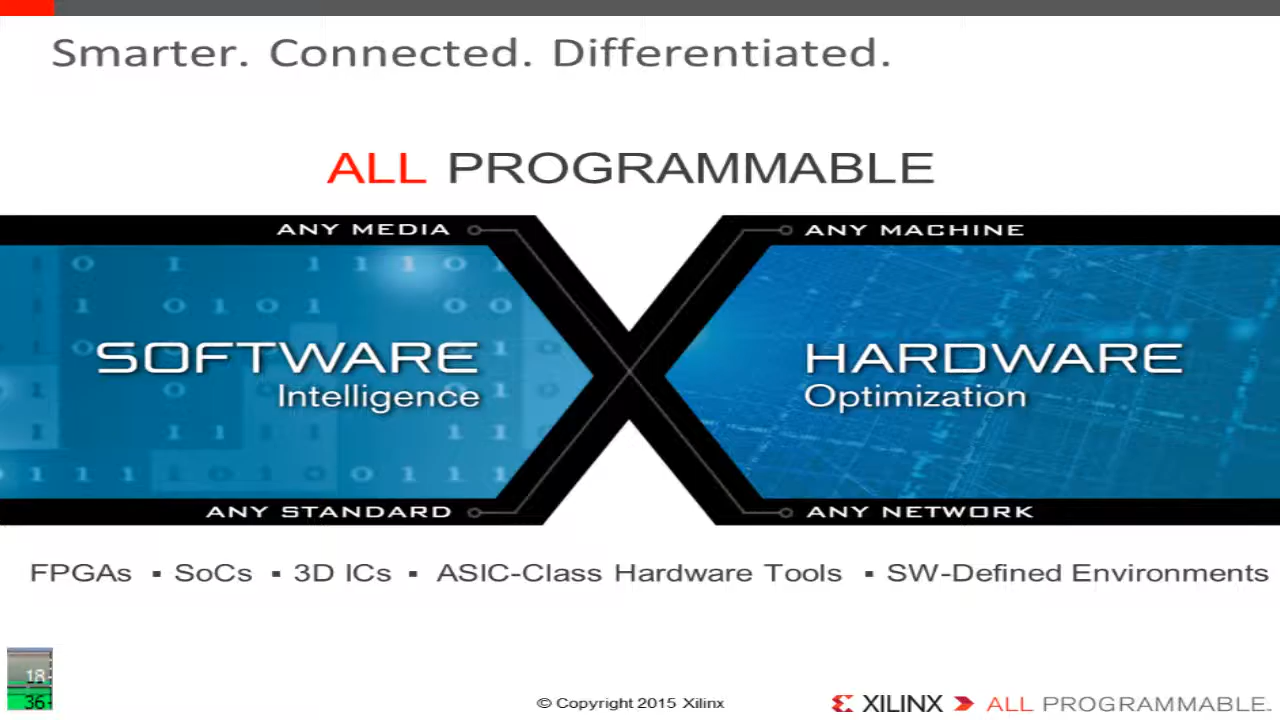 Smarter. Connected. Differentiated.
ALL PROGRAMMABLE
ANY MEDIA
ANY MACHINE
SOFTWARE
Intelligence
HARDWARE
Optimization
ANY STANDARD
ANY NETWORK
FPGAs ▪ SoCs ▪ 3D ICs ▪ ASIC-Class Hardware Tools ▪ SW-Defined Environments
18
36
© Copyright 2015 Xilinx
XILINX ALL PROGRAMMABLE.